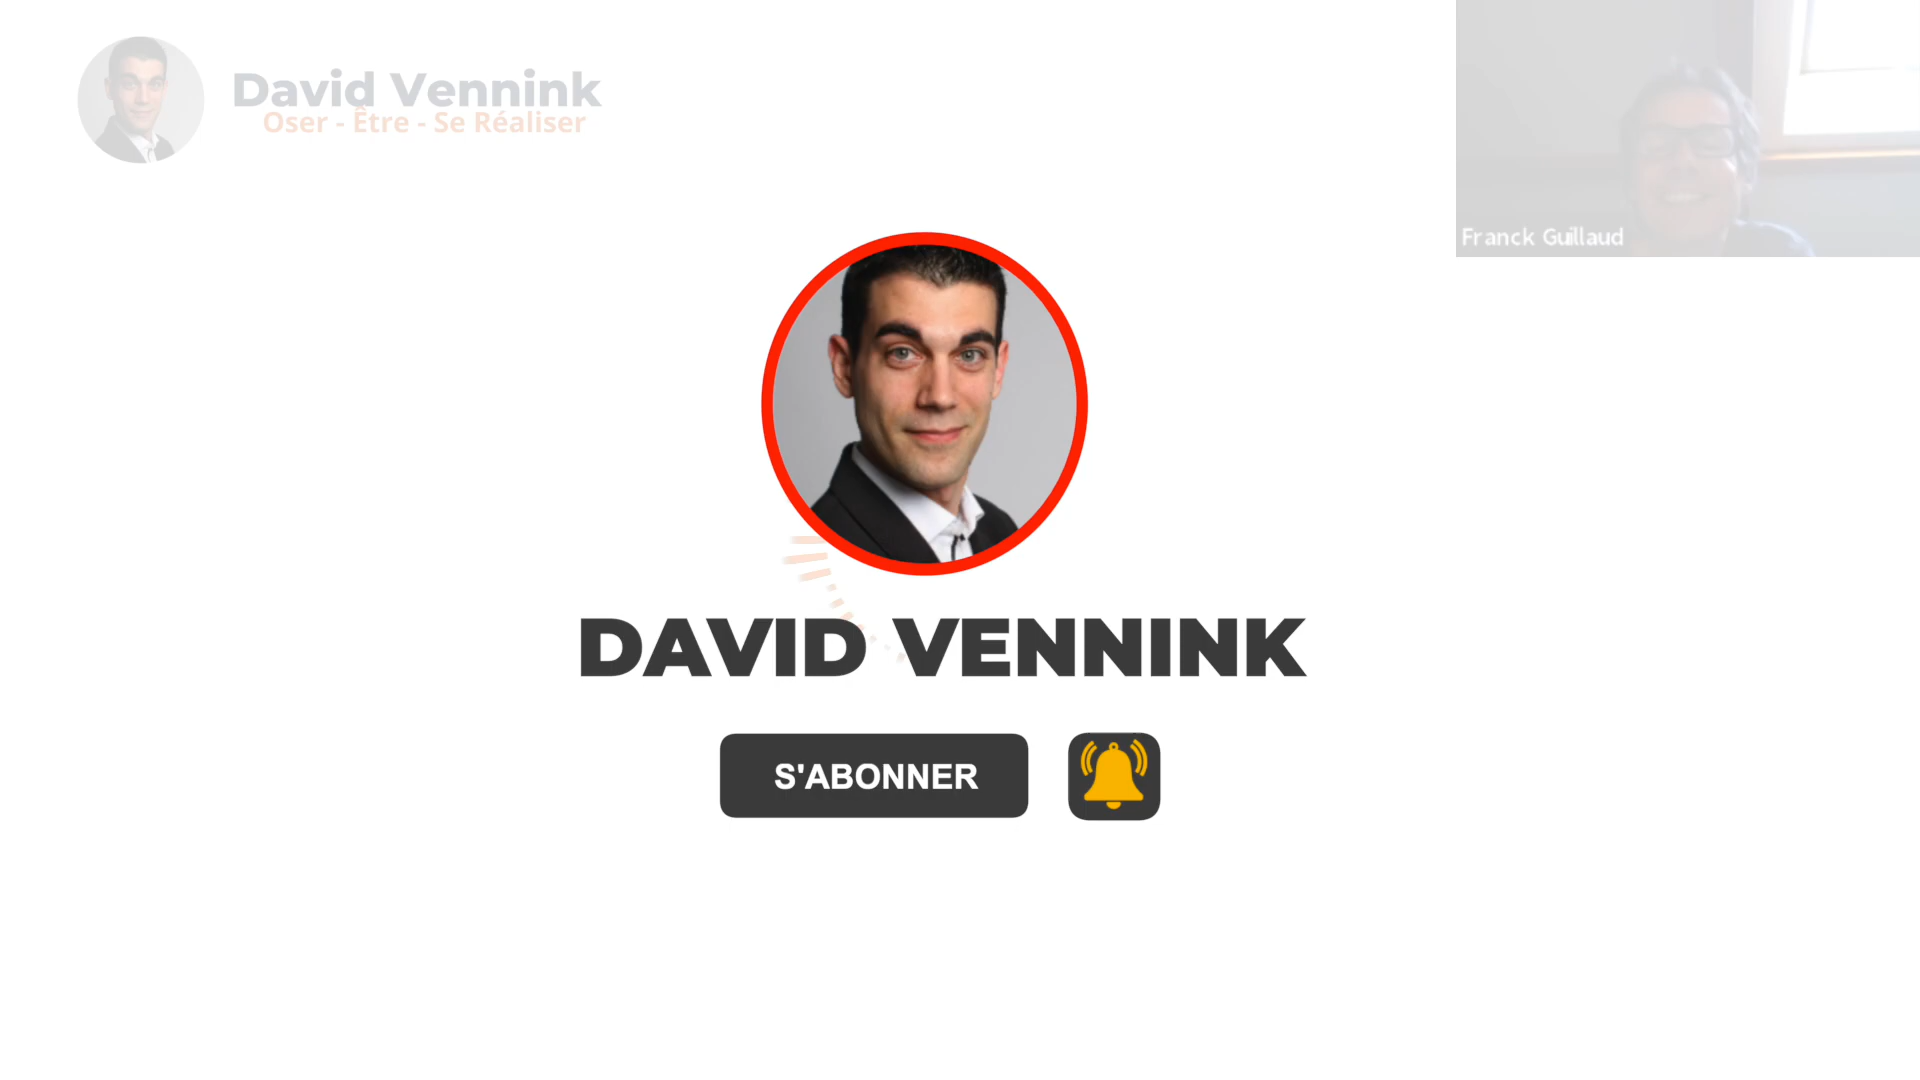 David Vennink
Oser - Être - Se Réaliser
Franck Guillaud
DAVID VENNINK
S'ABONNER